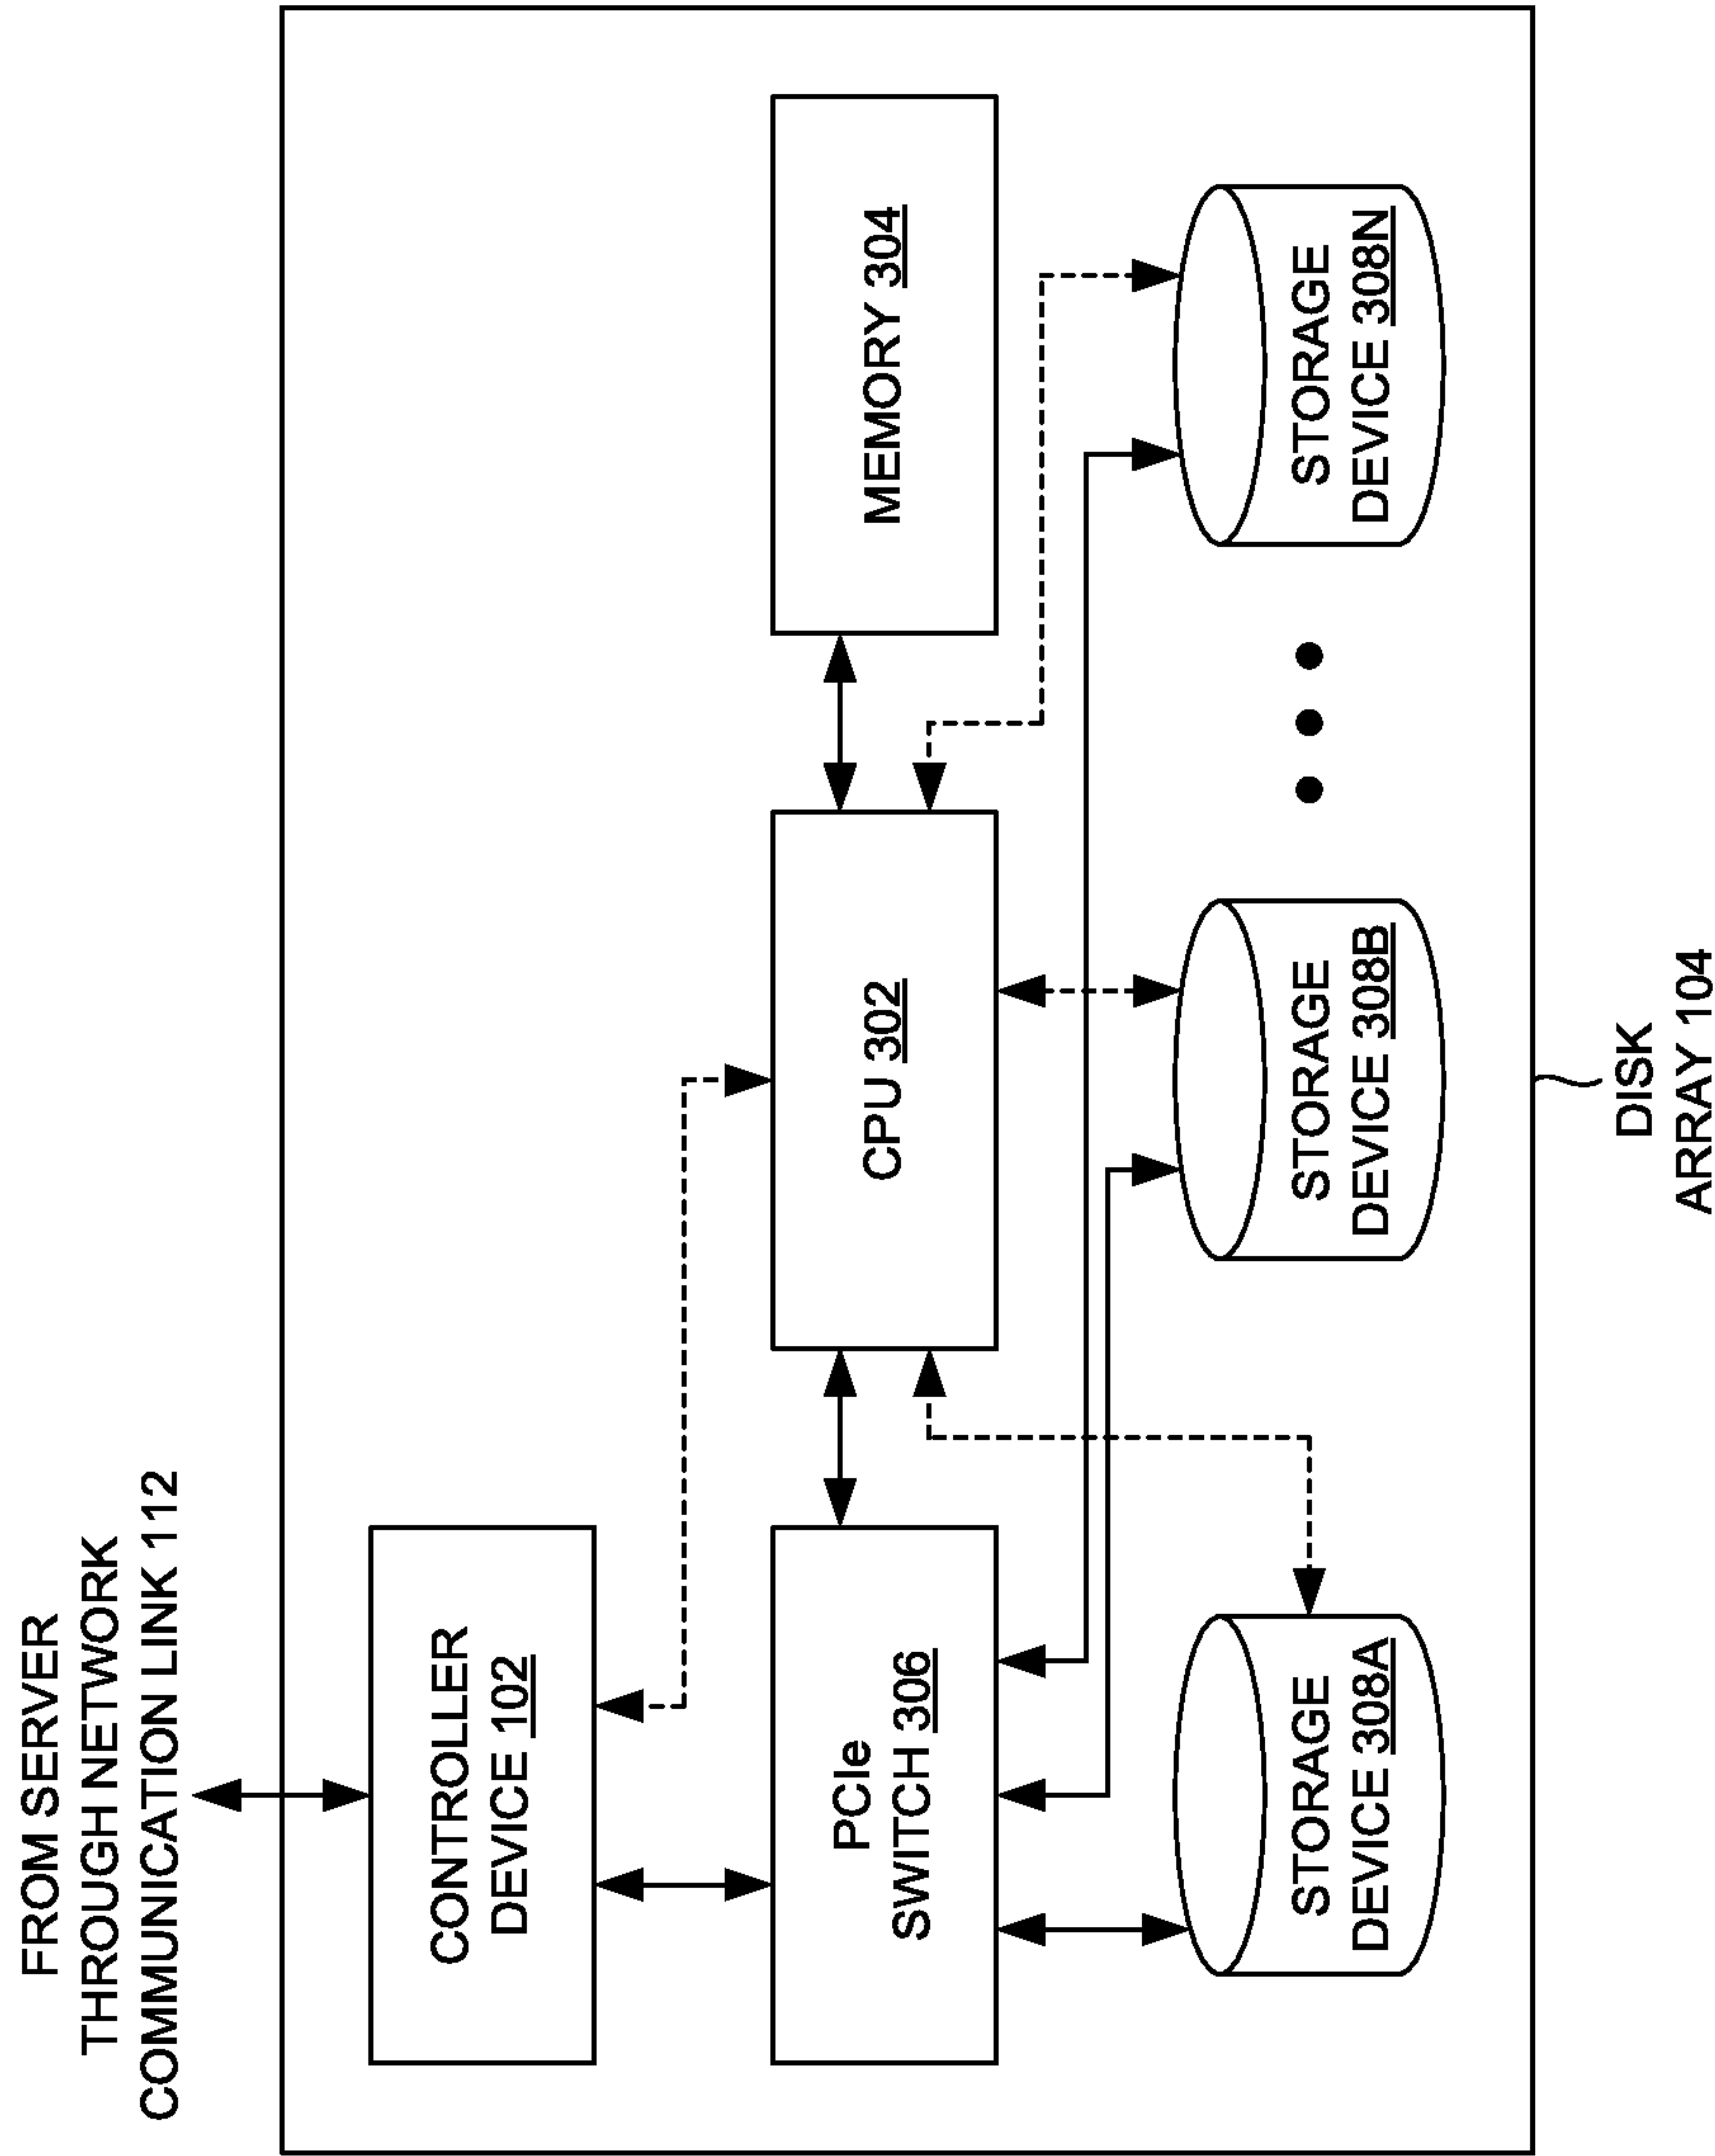 FROM SERVER
THROUGH NETWORK
COMMUNICATION LINK 112
CONTROLLER
DEVICE 102
PCIe
SWITCH 306
CPU 302
MEMORY 304
STORAGE
DEVICE 308A
STORAGE
DEVICE 308B
STORAGE
DEVICE 308N
DISK
ARRAY 104